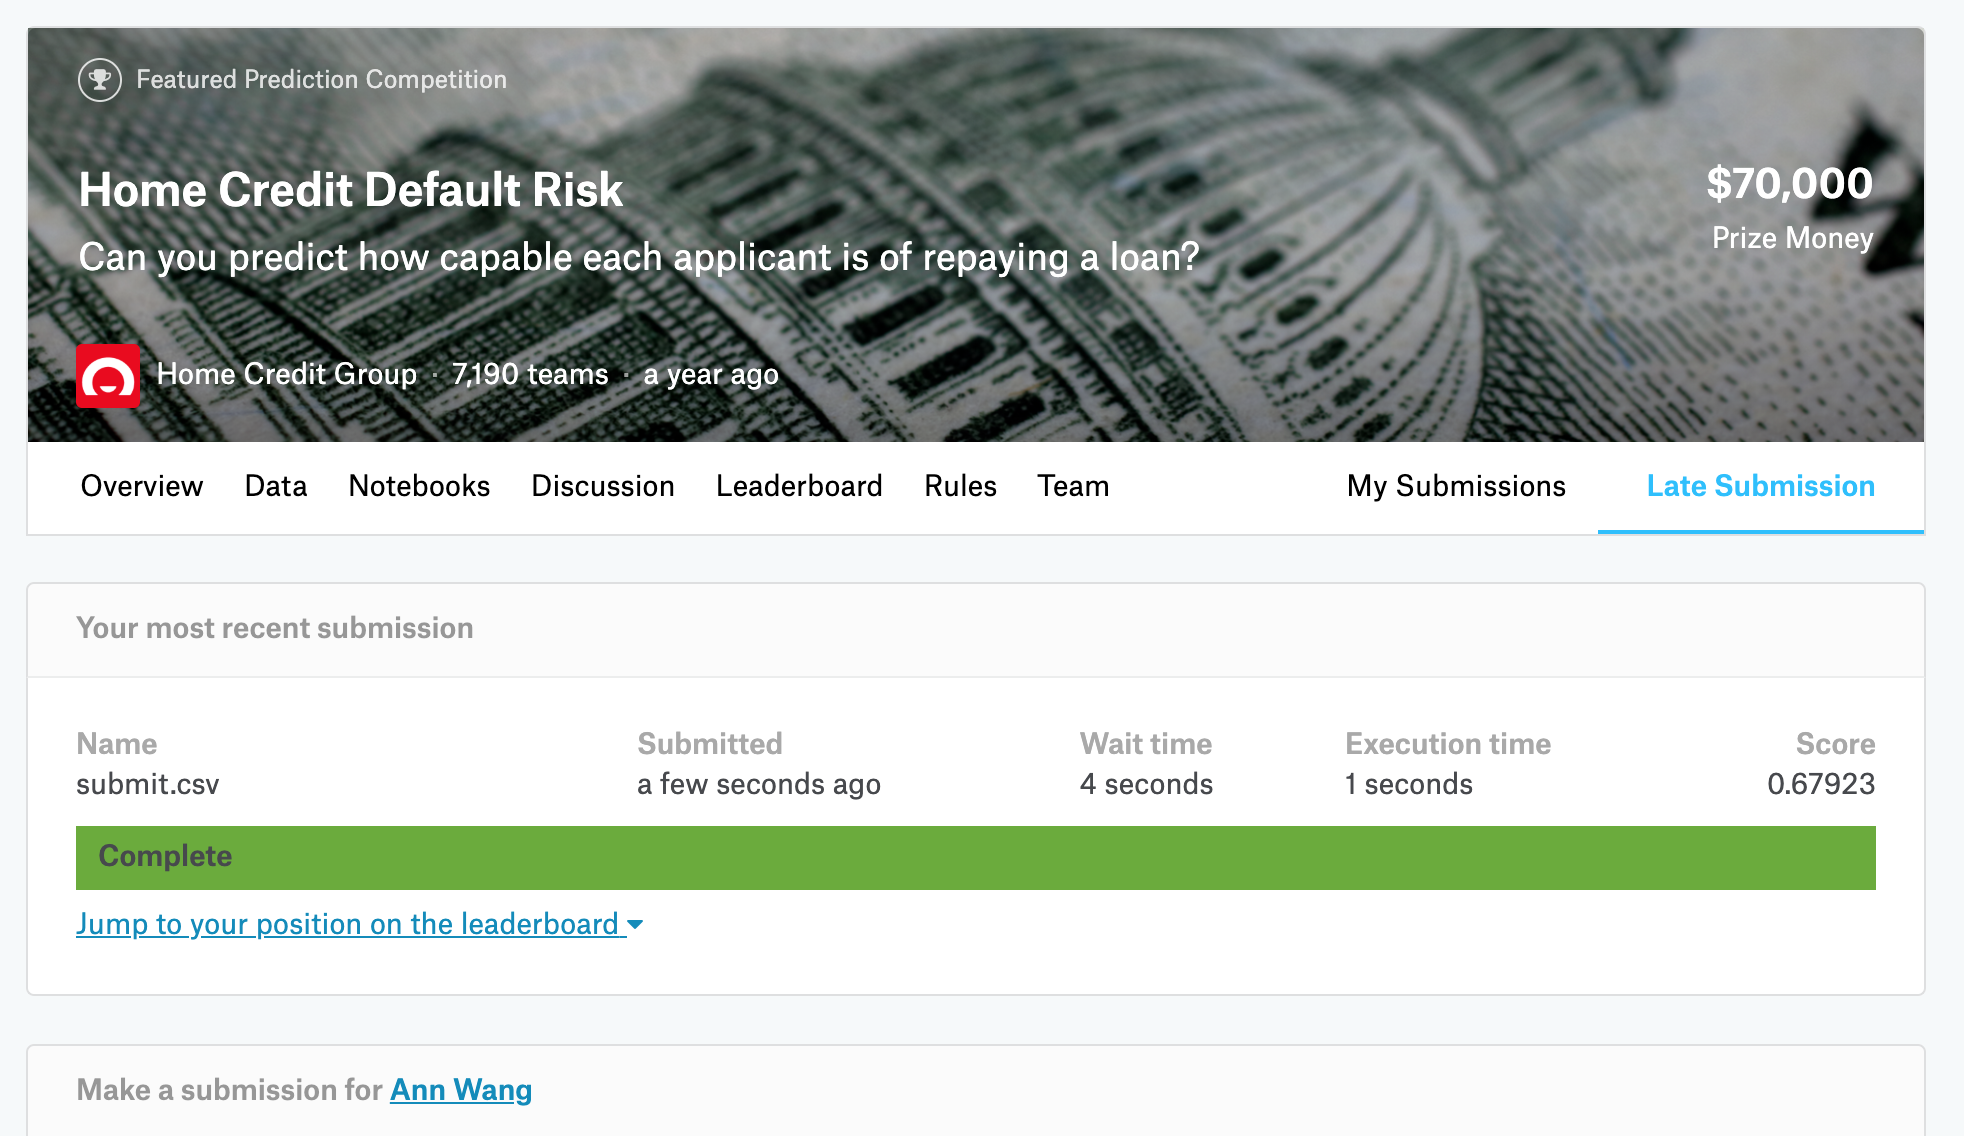 Featured Prediction Competition
Home Credit Default Risk
Can you predict how capable each applicant is of repaying a loan?
$70,000
Prize Money
Home Credit Group · 7,190 teams · a year ago
Overview Data Notebooks Discussion Leaderboard Rules Team My Submissions Late Submission
Your most recent submission
Name Submitted Wait time Execution time Score
submit.csv a few seconds ago 4 seconds 1 seconds 0.67923
Complete
Jump to your position on the leaderboard
Make a submission for Ann Wang